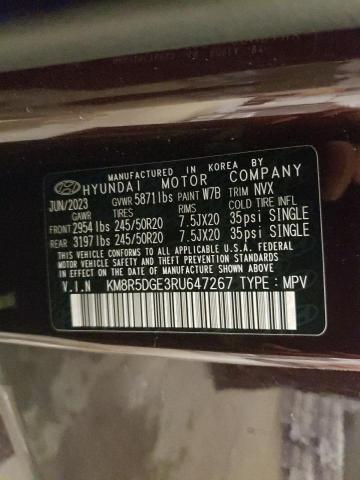 MANUFACTURED IN KOREA BY
HYUNDAI MOTOR COMPANY
JUN/2023 GVWR 5871lbs PAINT W7B TRIM NVX
GAWR TIRES RIMS COLD TIRE INFL
FRONT 2954 lbs 245/50R20 7.5JX20 35psi SINGLE
REAR 3197 lbs 245/50R20 7.5JX20 35psi SINGLE
THIS VEHICLE CONFORMS TO ALL APPLICABLE U.S.A. FEDERAL
MOTOR VEHICLE SAFETY, BUMPER, AND THEFT PREVENTION
STANDARDS IN EFFECT ON THE DATE OF MANUFACTURE SHOWN ABOVE.
V.I.N KM8R5DGE3RU647267 TYPE : MPV